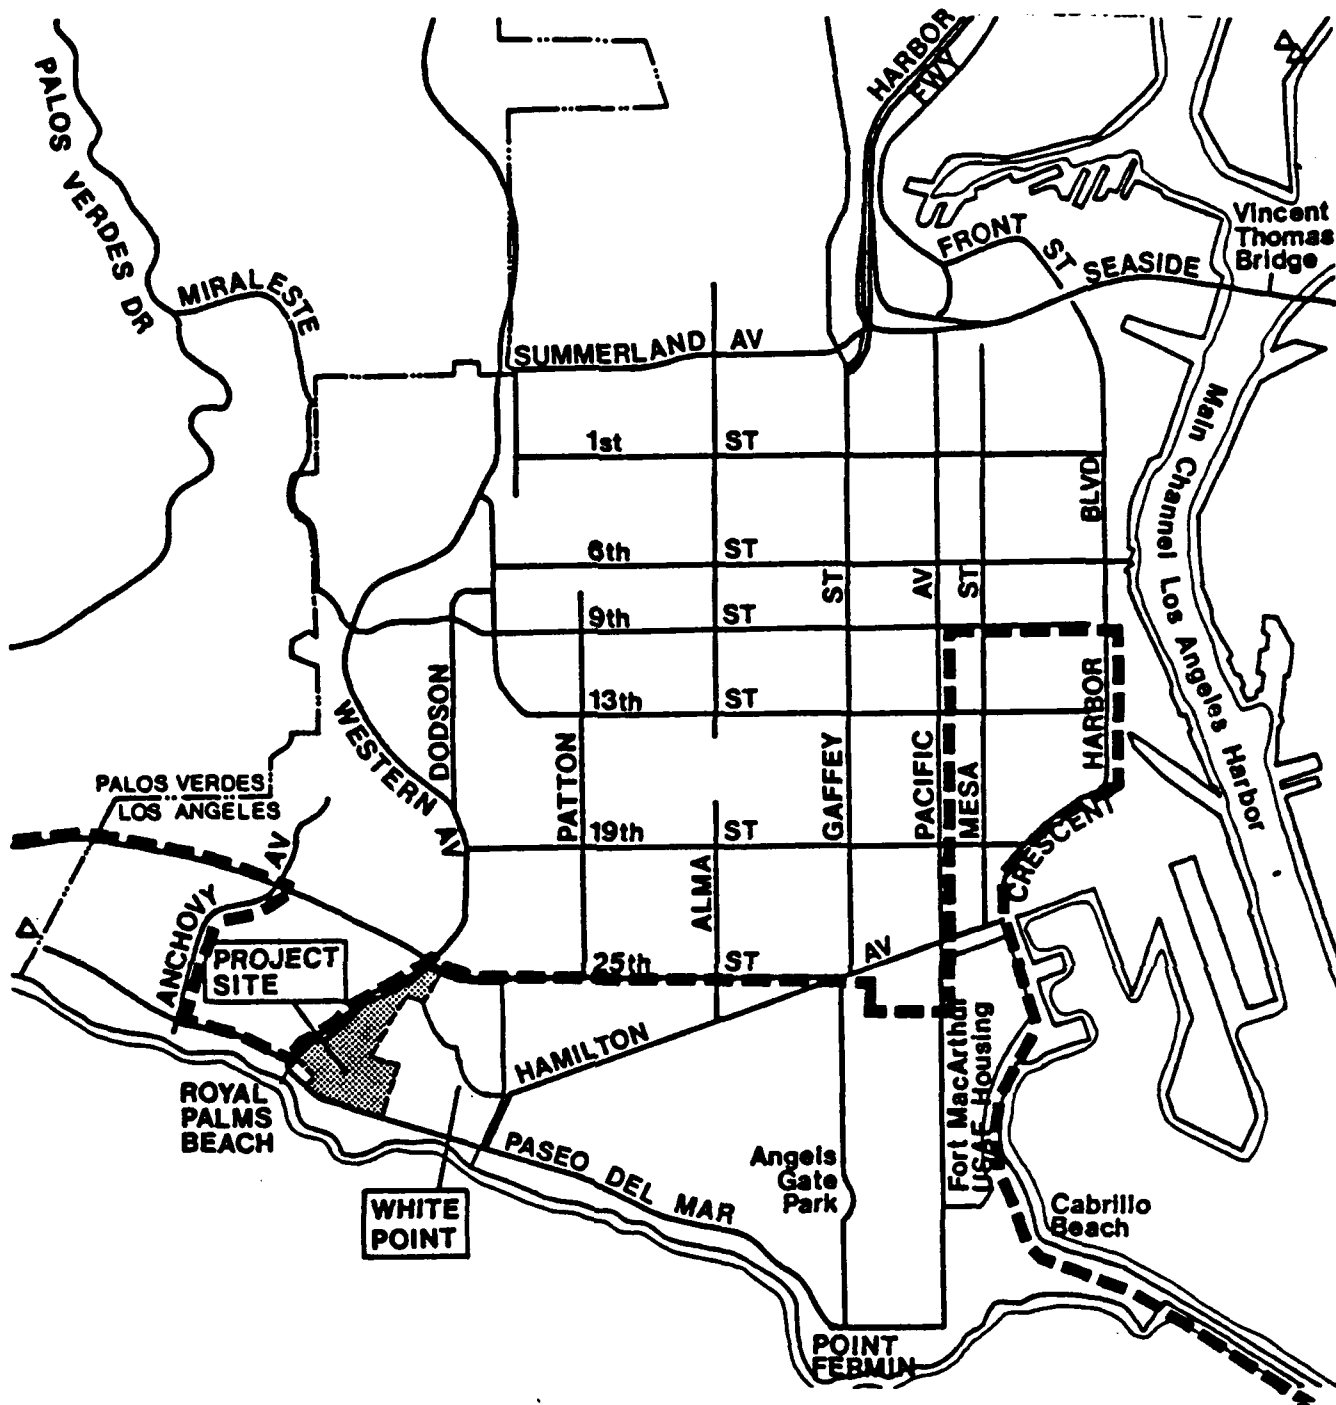 HARBOR
FWY
PALOS VERDES DR
MIRALESTE
FRONT ST
SEASIDE
Vincent
Thomas
Bridge
SUMMERLAND AV
1st ST
6th ST
9th ST
13th ST
19th ST
25th ST
Main Channel Los Angeles Harbor
HARBOR BLVD
GAFFEY ST
PACIFIC AV
MESA ST
DODSON
WESTERN AV
PATTON
ALMA
CRESCENT
PALOS VERDES
LOS ANGELES
ANCHOVY AV
PROJECT
SITE
HAMILTON AV
ROYAL
PALMS
BEACH
PASEO DEL MAR
WHITE
POINT
Angels
Gate
Park
Fort MacArthur
USAF Housing
Cabrillo
Beach
POINT
FERMIN